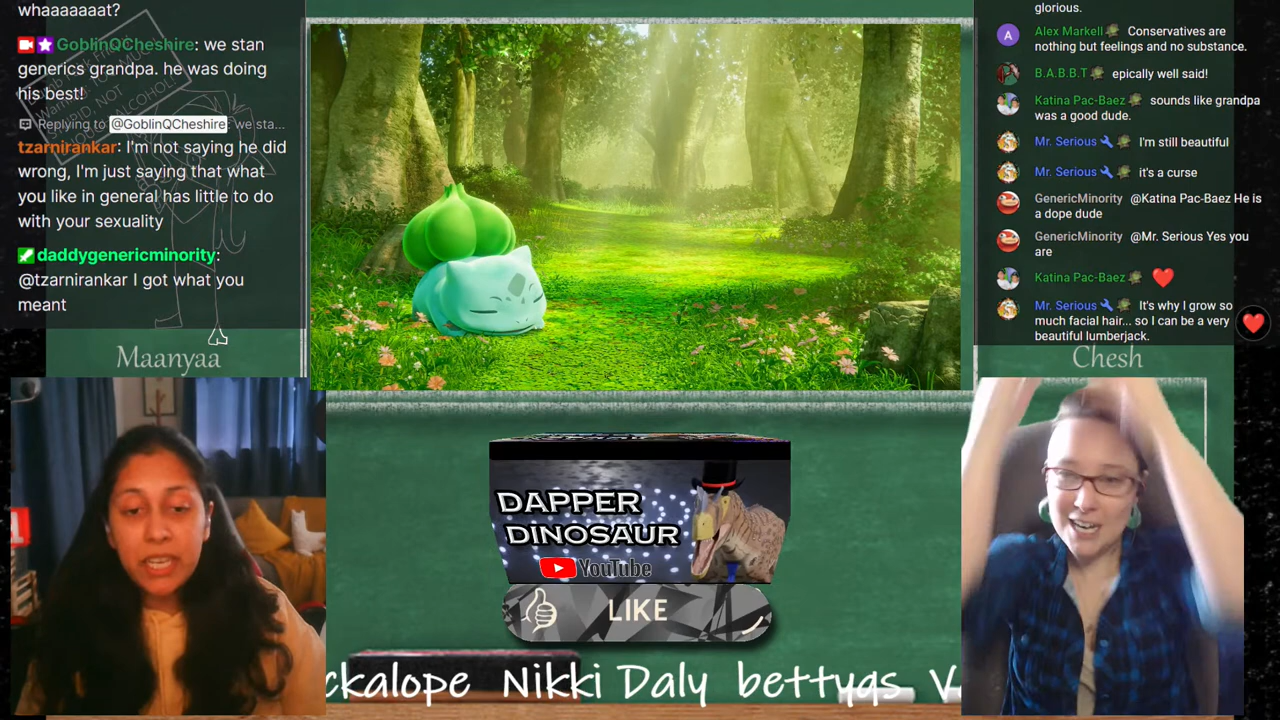 whaaaaaat?
GoblinQCheshire: we stan
generics grandpa. he was doing
his best!
Replying to @GoblinQCheshire: we sta...
tzarnirankar: I'm not saying he did
wrong, I'm just saying that what
you like in general has little to do
with your sexuality
daddygenericminority:
@tzarnirankar I got what you
meant
Maanyaa
glorious.
Alex Markell Conservatives are
nothing but feelings and no substance.
B.A.B.B.T epically well said!
Katina Pac-Baez sounds like grandpa
was a good dude.
Mr. Serious I'm still beautiful
Mr. Serious it's a curse
GenericMinority @Katina Pac-Baez He is
a dope dude
GenericMinority @Mr. Serious Yes you
are
Katina Pac-Baez
Mr. Serious It's why I grow so
much facial hair... so I can be a very
beautiful lumberjack.
Chesh
A
DAPPER
DINOSAUR
YouTube
LIKE
ckalope Nikki Daly bettyqs V